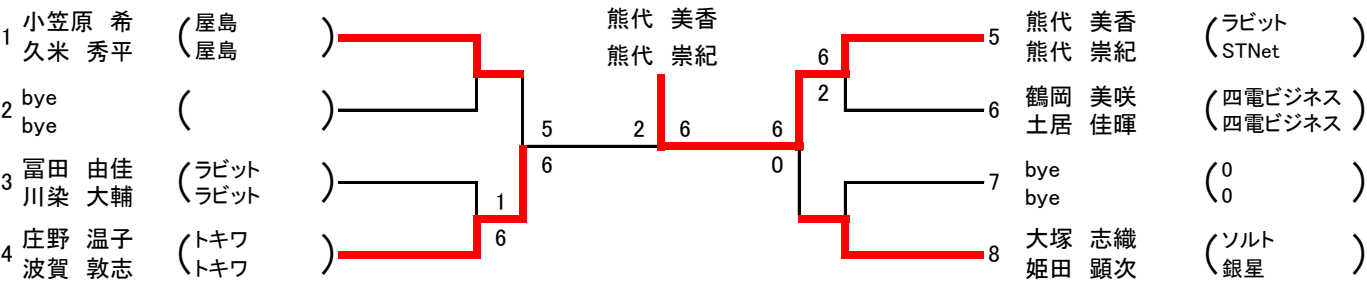 熊代 美香
熊代 崇紀
1 小笠原 希 (屋島)
久米 秀平 (屋島)
2 bye ( )
bye
3 冨田 由佳 (ラビット)
川染 大輔 (ラビット)
4 庄野 温子 (トキワ)
波賀 敦志 (トキワ)
1
6
5
6
2 6
6
0
6
2
5 熊代 美香 (ラビット)
熊代 崇紀 (STNet)
6 鶴岡 美咲 (四電ビジネス)
土居 佳暉 (四電ビジネス)
7 bye (0)
bye (0)
8 大塚 志織 (ソルト)
姫田 顕次 (銀星)